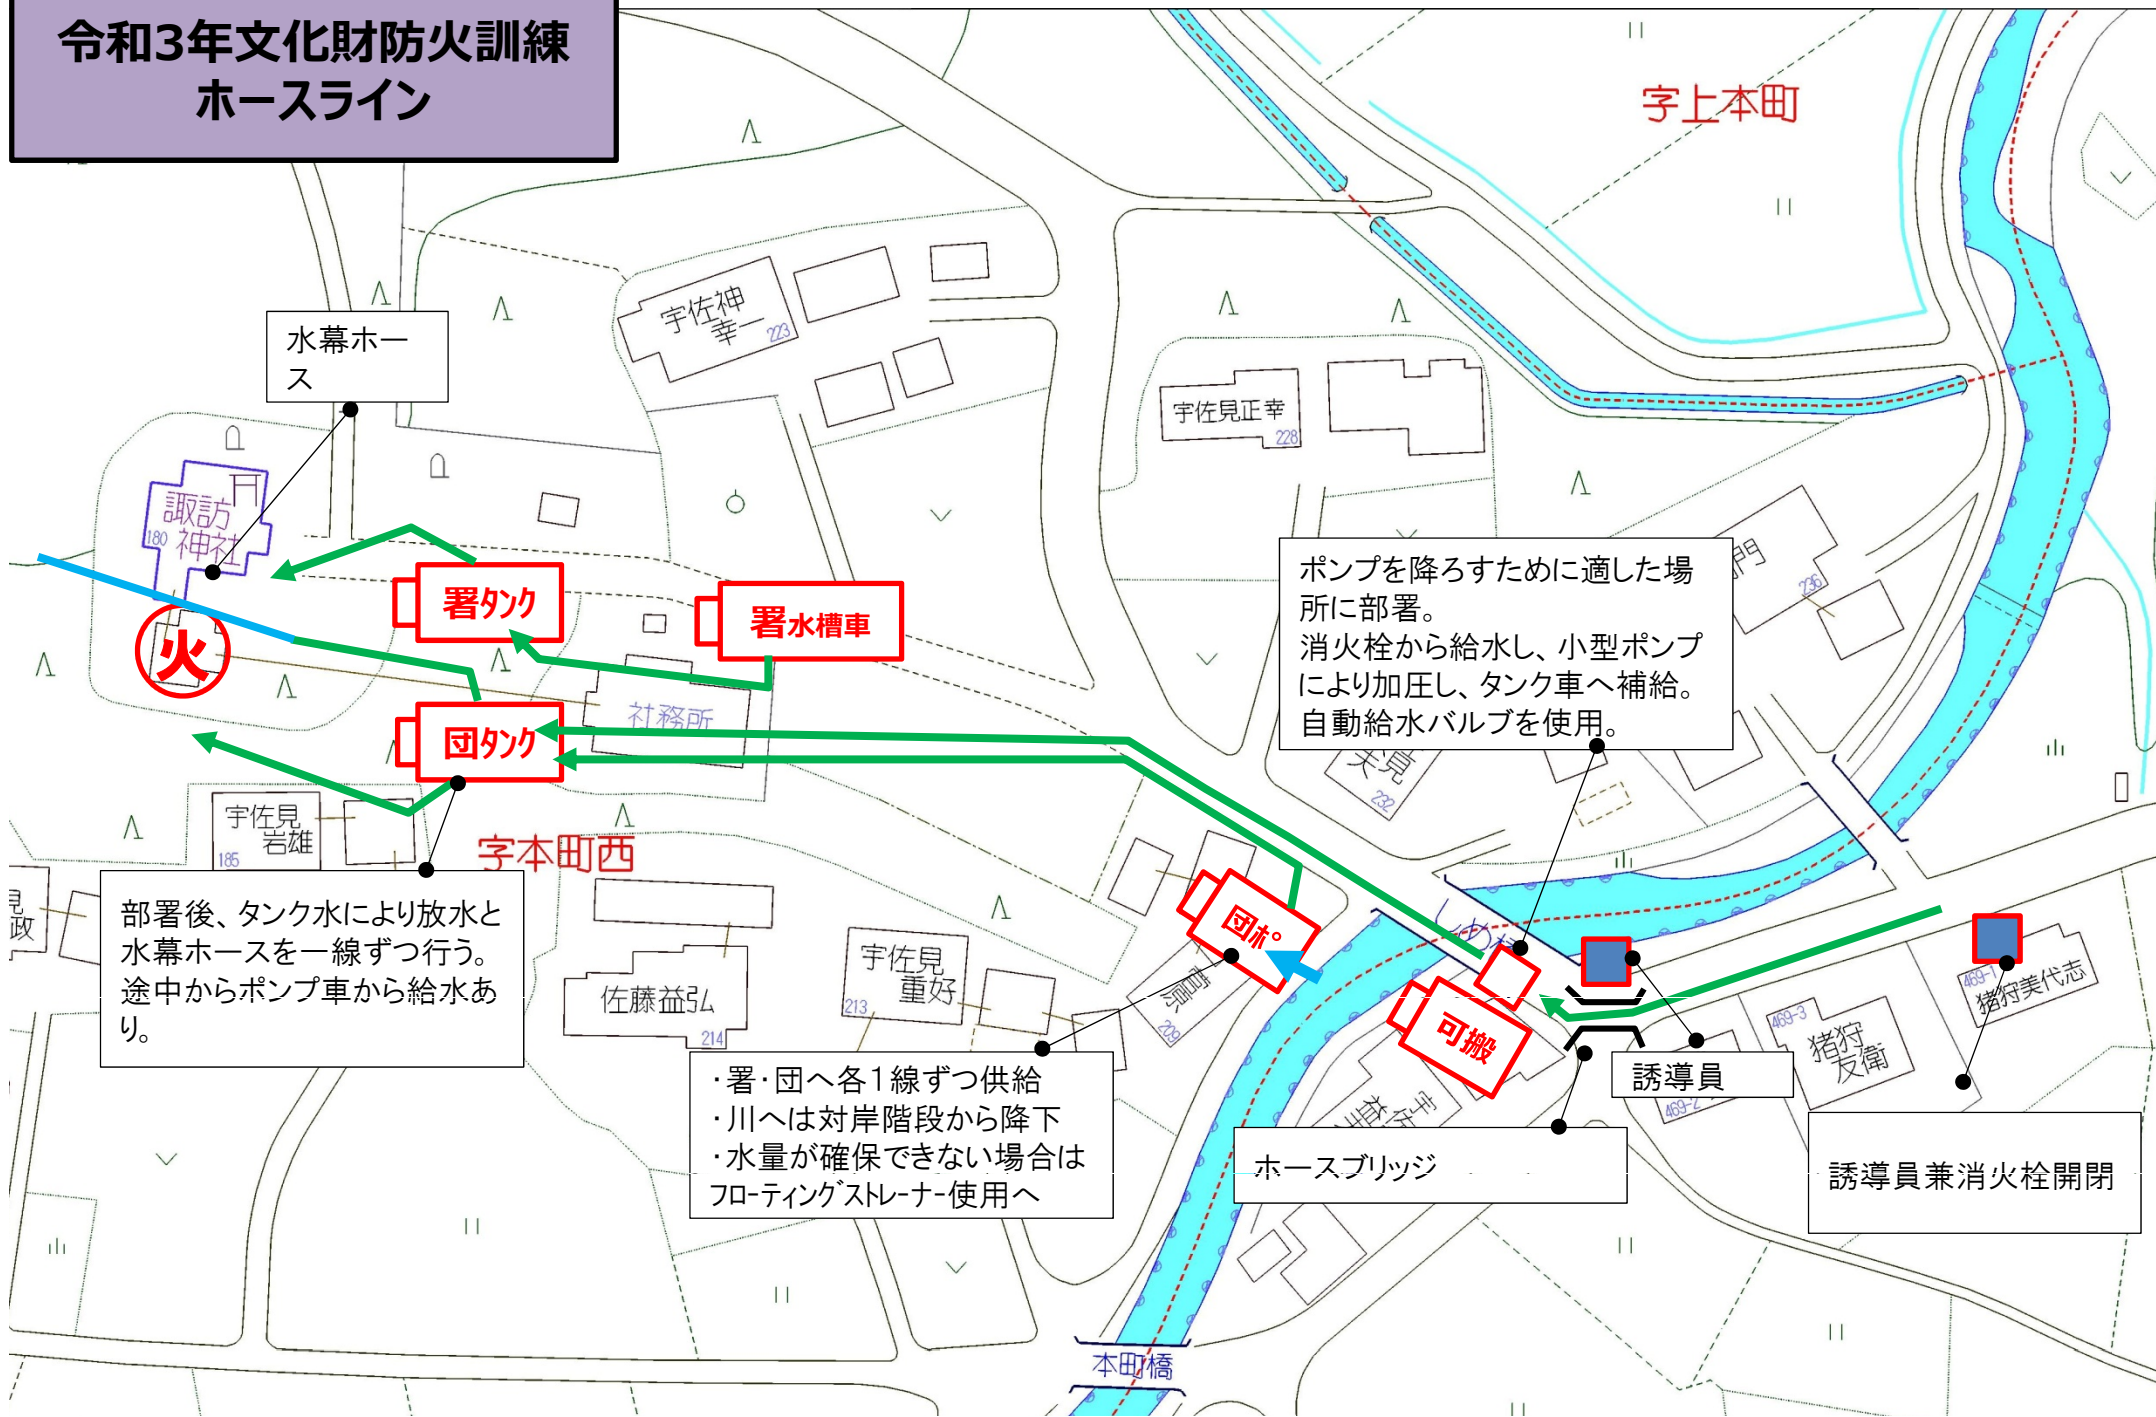 令和3年文化財防火訓練
ホースライン
字上本町
宇佐神
幸一
223
水幕ホー
ス
宇佐見正幸
228
諏訪
神社
180
署タンク
署水槽車
火
社務所
団タンク
ポンプを降ろすために適した場
所に部署。
消火栓から給水し、小型ポンプ
により加圧し、タンク車へ補給。
自動給水バルブを使用。
門
236
232
宇佐見
岩雄
185
字本町西
見
政
部署後、タンク水により放水と
水幕ホースを一線ずつ行う。
途中からポンプ車から給水あ
り。
佐藤益弘
214
宇佐見
重好
213
団ポ
菅原
209
可搬
469-1
猪狩美代志
469-3
猪狩
友衛
469-2
誘導員
・署・団へ各1線ずつ供給
・川へは対岸階段から降下
・水量が確保できない場合は
フローティングストレーナー使用へ
ホースブリッジ
誘導員兼消火栓開閉
本町橋